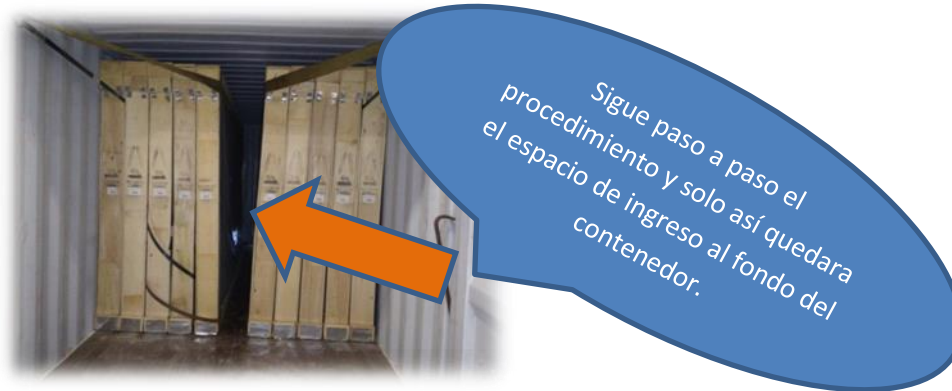 Sigue paso a paso el
procedimiento y solo así quedara
el espacio de ingreso al fondo del
contenedor.